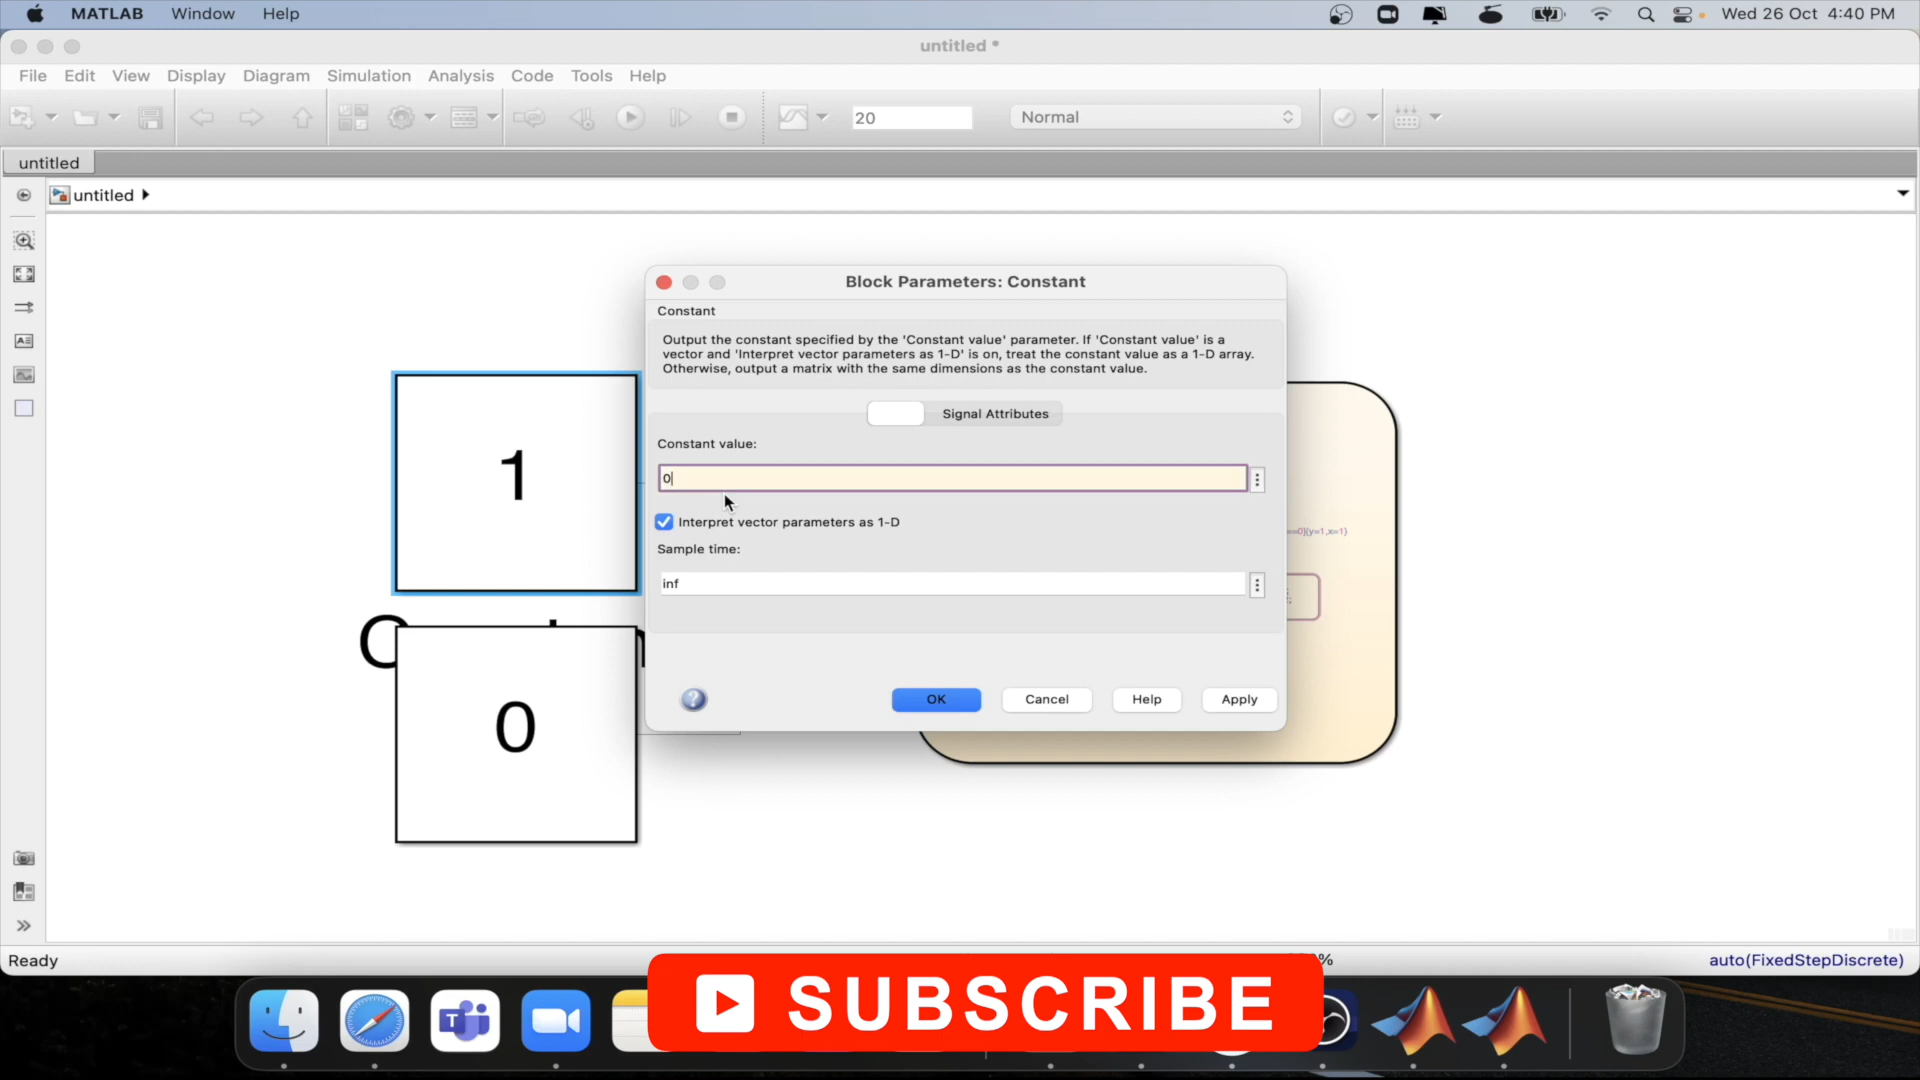 MATLAB Window Help
Wed 26 Oct 4:40 PM
untitled *
File Edit View Display Diagram Simulation Analysis Code Tools Help
20 Normal
untitled
untitled
Block Parameters: Constant
Constant
Output the constant specified by the 'Constant value' parameter. If 'Constant value' is a
vector and 'Interpret vector parameters as 1-D' is on, treat the constant value as a 1-D array.
Otherwise, output a matrix with the same dimensions as the constant value.
Signal Attributes
Constant value:
0
Interpret vector parameters as 1-D
Sample time:
inf
OK Cancel Help Apply
1
0
==0]{y=1,x=1}
Ready
%
auto(FixedStepDiscrete)
SUBSCRIBE